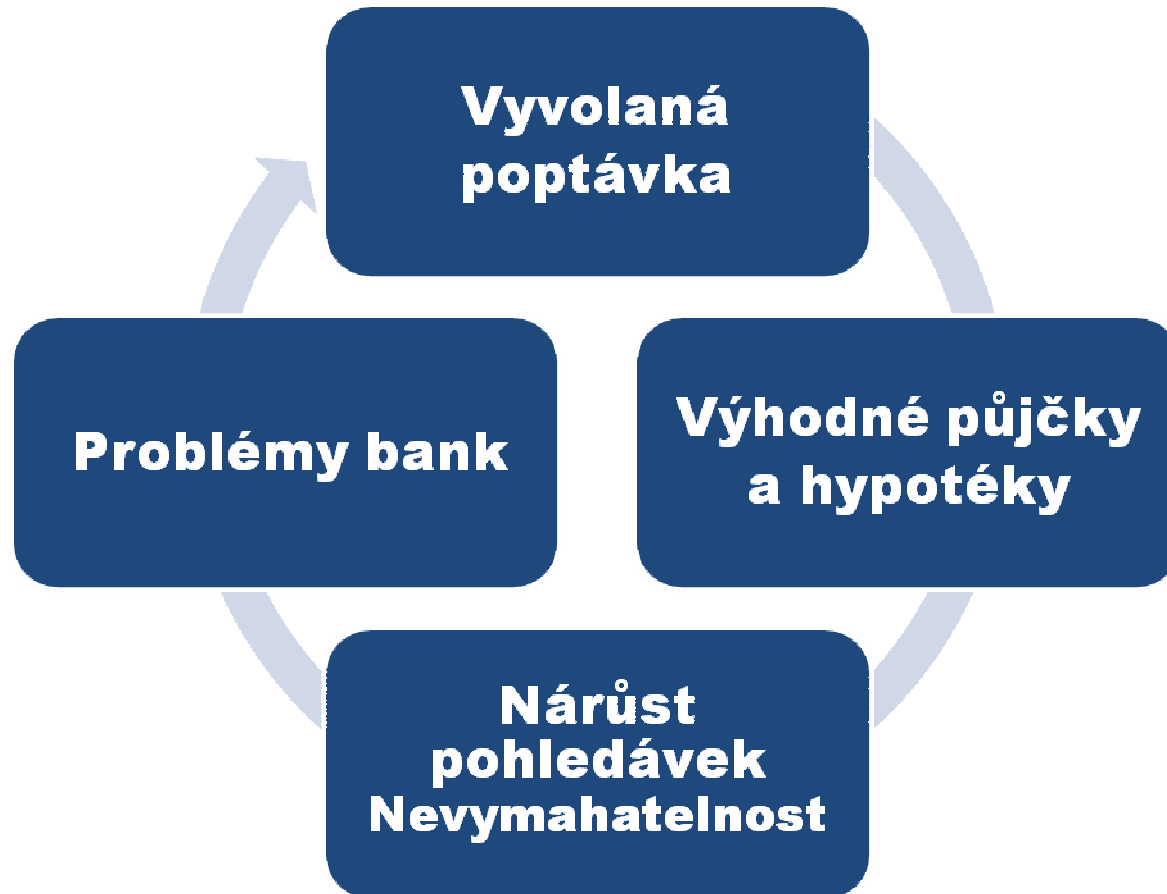 Vyvolaná
poptávka
Výhodné půjčky
a hypotéky
Nárůst
pohledávek
Nevymahatelnost
Problémy bank